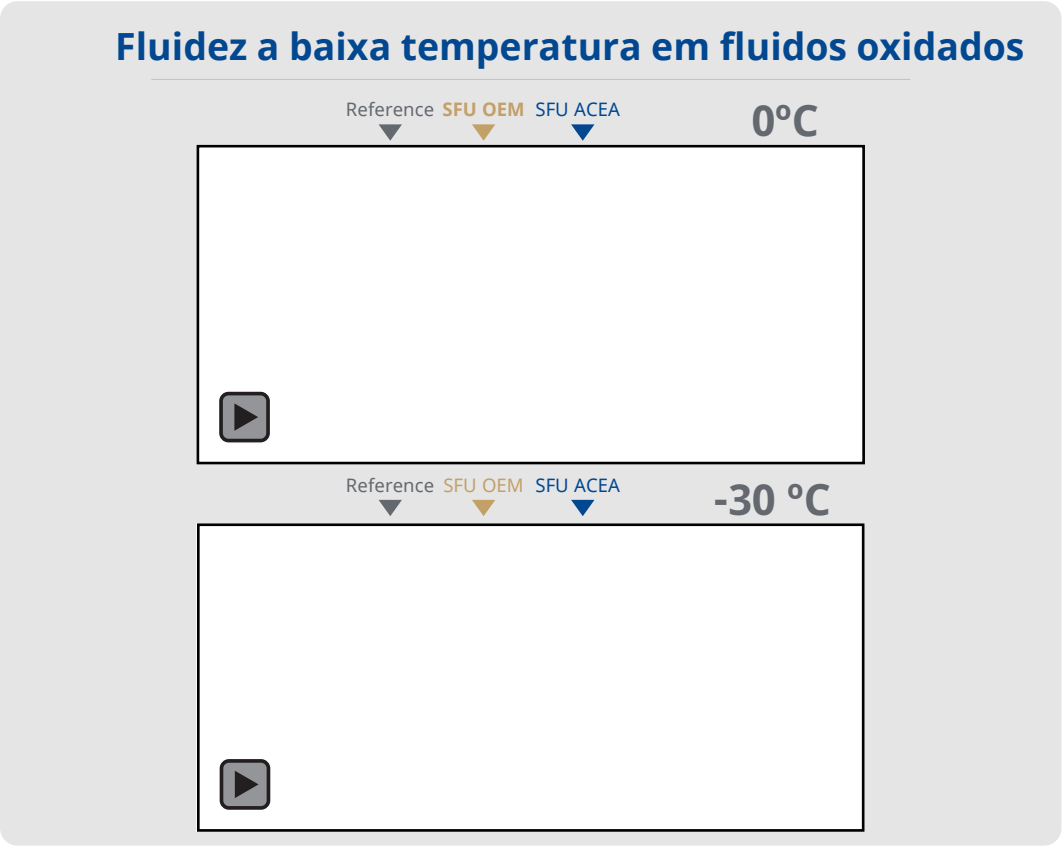 Fluidez a baixa temperatura em fluidos oxidados
Reference SFU OEM SFU ACEA 0ºC
Reference SFU OEM SFU ACEA -30 ºC